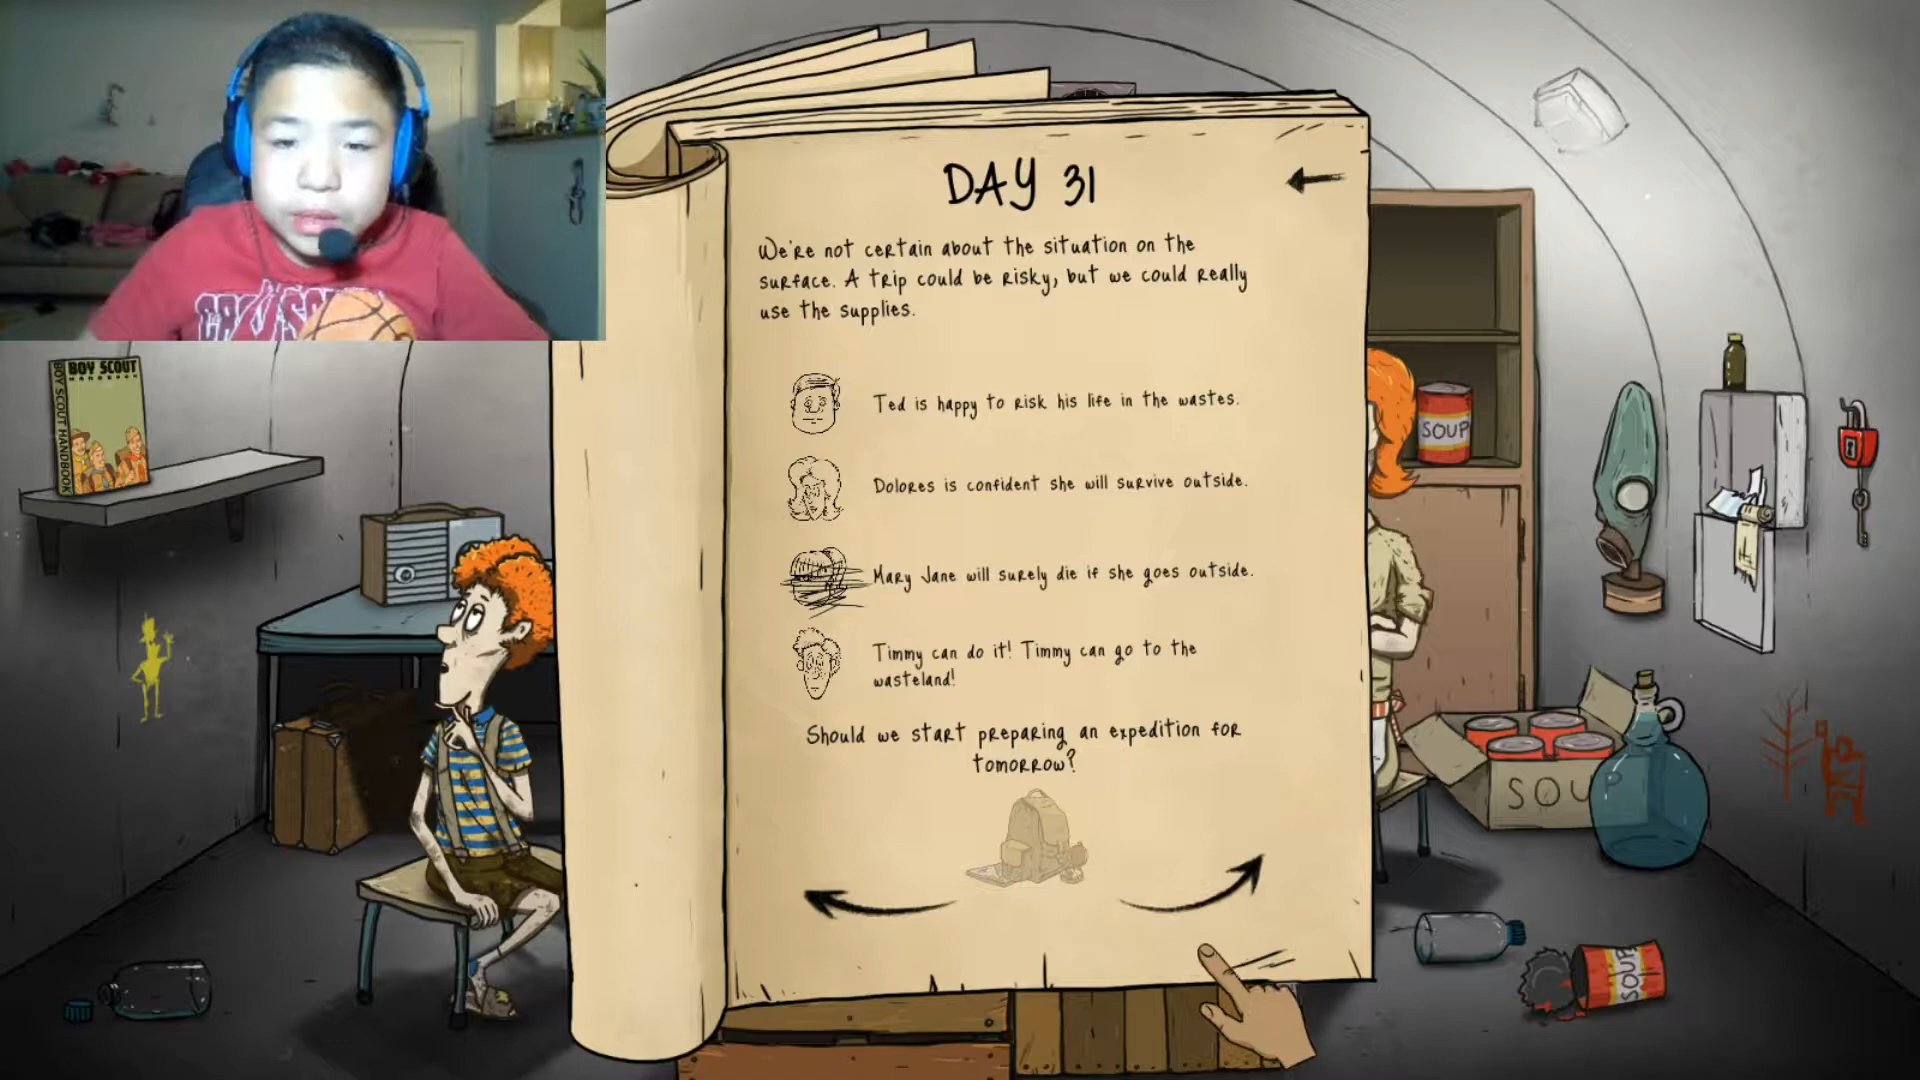 DAY 31
We're not certain about the situation on the
surface. A trip could be risky, but we could really
use the supplies.
Ted is happy to risk his life in the wastes.
Dolores is confident she will survive outside.
Mary Jane will surely die if she goes outside.
Timmy can do it! Timmy can go to the
wasteland!
Should we start preparing an expedition for
tomorrow?
BOY SCOUT
HANDBOOK
BOY SCOUT HANDBOOK
SOUP
SOU
SOUP